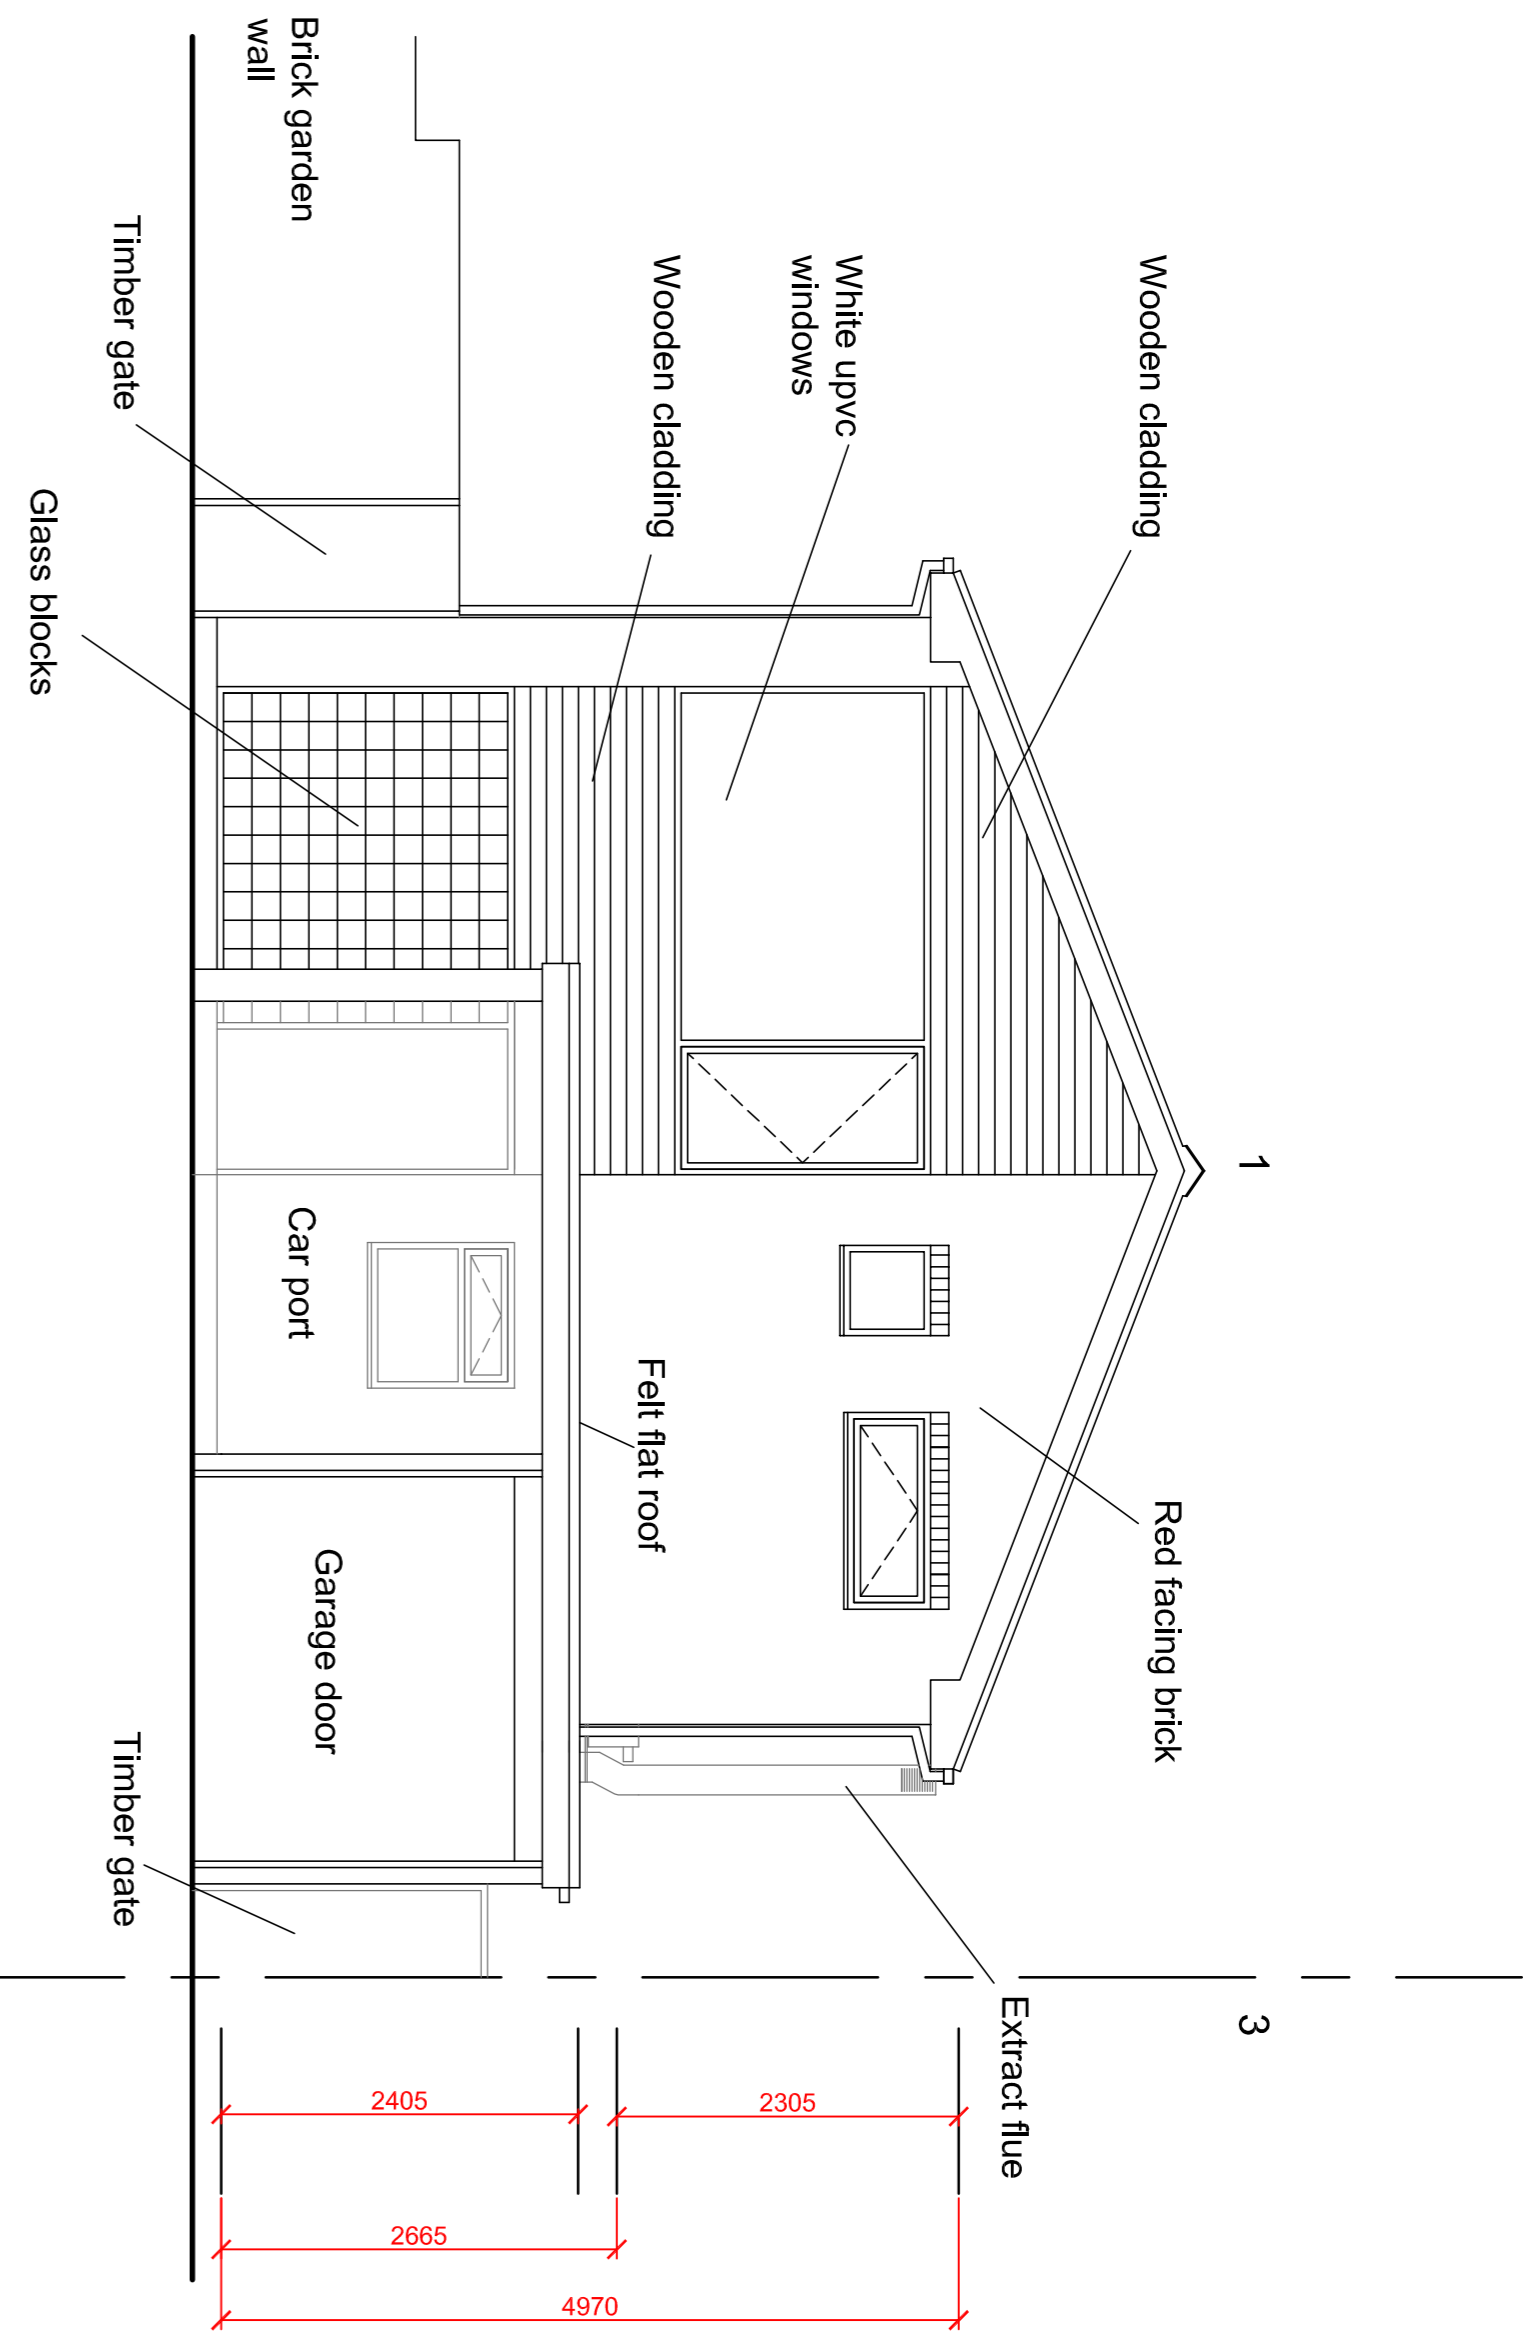 1
3
Wooden cladding
Red facing brick
White upvc
windows
Extract flue
Wooden cladding
Felt flat roof
Brick garden
wall
Car port
Garage door
Timber gate
Timber gate
Glass blocks
2305
2405
2665
4970